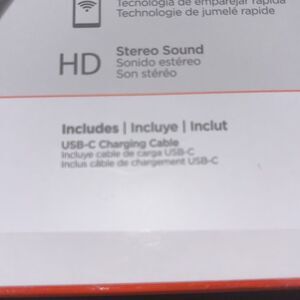 Tecnología de emparejar rápida
Technologie de jumelé rapide
HD
Stereo Sound
Sonido estéreo
Son stéréo
Includes | Incluye | Inclut
USB-C Charging Cable
Incluye cable de carga USB-C
Inclus câble de chargement USB-C